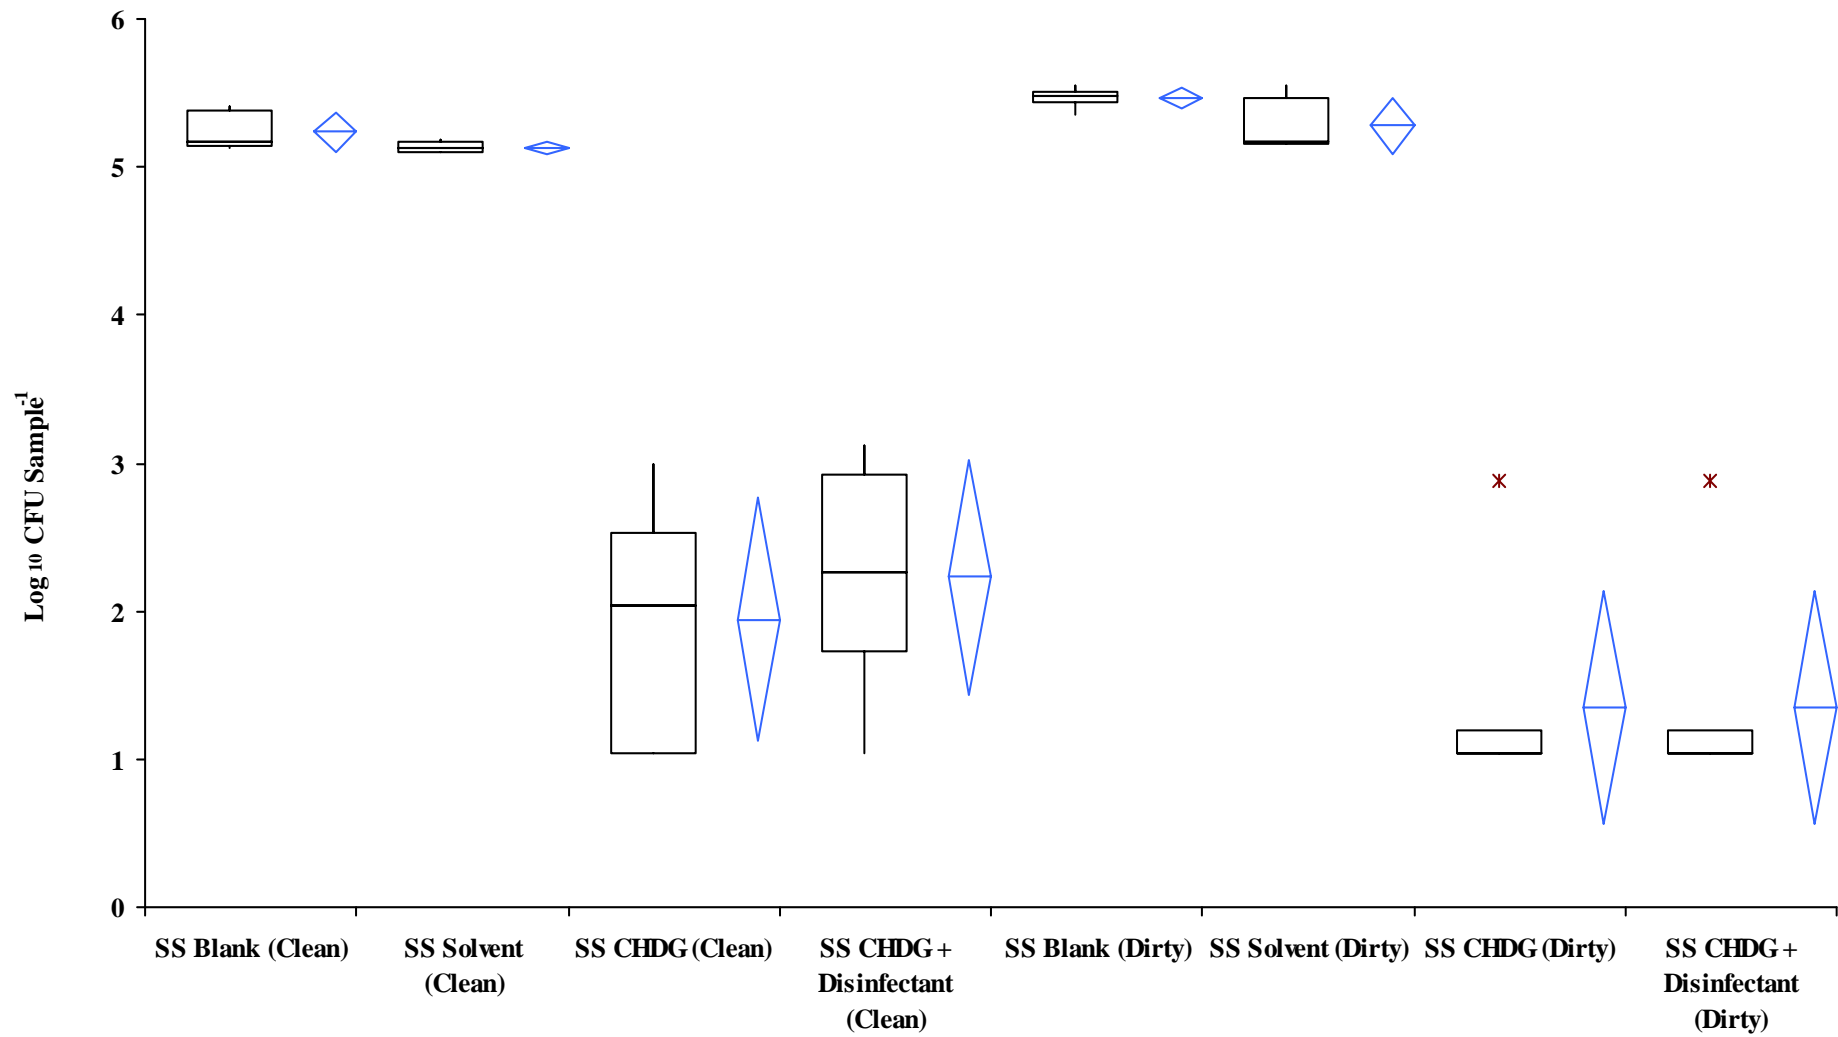 6
5
4
3
2
1
0
Log 10 CFU Sample-1
SS Blank (Clean)
SS Solvent
(Clean)
SS CHDG (Clean)
SS CHDG +
Disinfectant
(Clean)
SS Blank (Dirty)
SS Solvent (Dirty)
SS CHDG (Dirty)
SS CHDG +
Disinfectant
(Dirty)